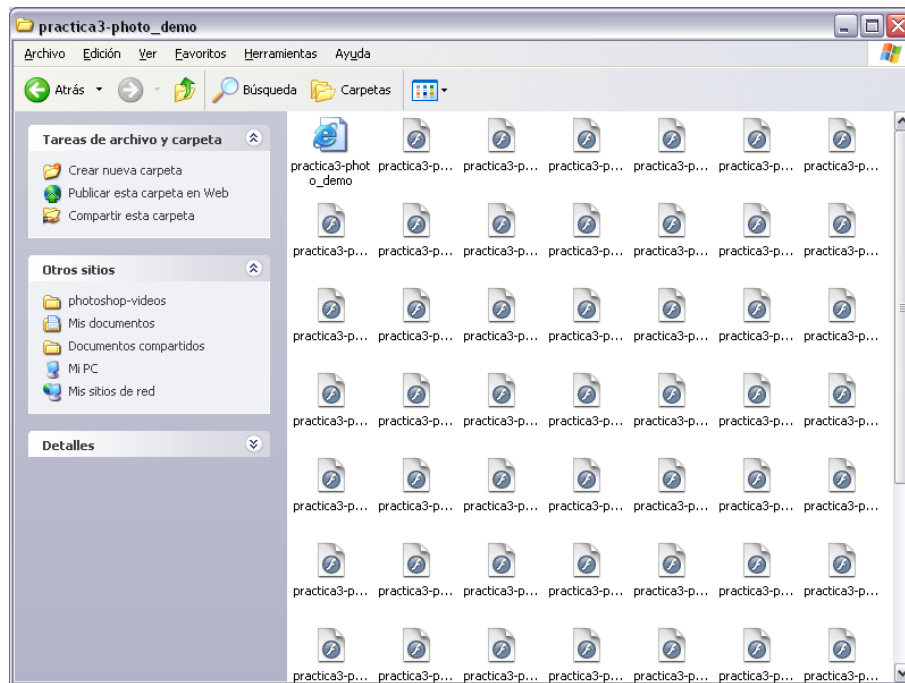 practica3-photo_demo
Archivo Edición Ver Favoritos Herramientas Ayuda
Atrás Búsqueda Carpetas
Tareas de archivo y carpeta
Crear nueva carpeta
Publicar esta carpeta en Web
Compartir esta carpeta
Otros sitios
photoshop-videos
Mis documentos
Documentos compartidos
Mi PC
Mis sitios de red
Detalles
practica3-phot practica3-p... practica3-p... practica3-p... practica3-p... practica3-p... practica3-p...
o_demo
practica3-p... practica3-p... practica3-p... practica3-p... practica3-p... practica3-p... practica3-p...
practica3-p... practica3-p... practica3-p... practica3-p... practica3-p... practica3-p... practica3-p...
practica3-p... practica3-p... practica3-p... practica3-p... practica3-p... practica3-p... practica3-p...
practica3-p... practica3-p... practica3-p... practica3-p... practica3-p... practica3-p... practica3-p...
practica3-p... practica3-p... practica3-p... practica3-p... practica3-p... practica3-p... practica3-p...
practica3-p... practica3-p... practica3-p... practica3-p... practica3-p... practica3-p... practica3-p...